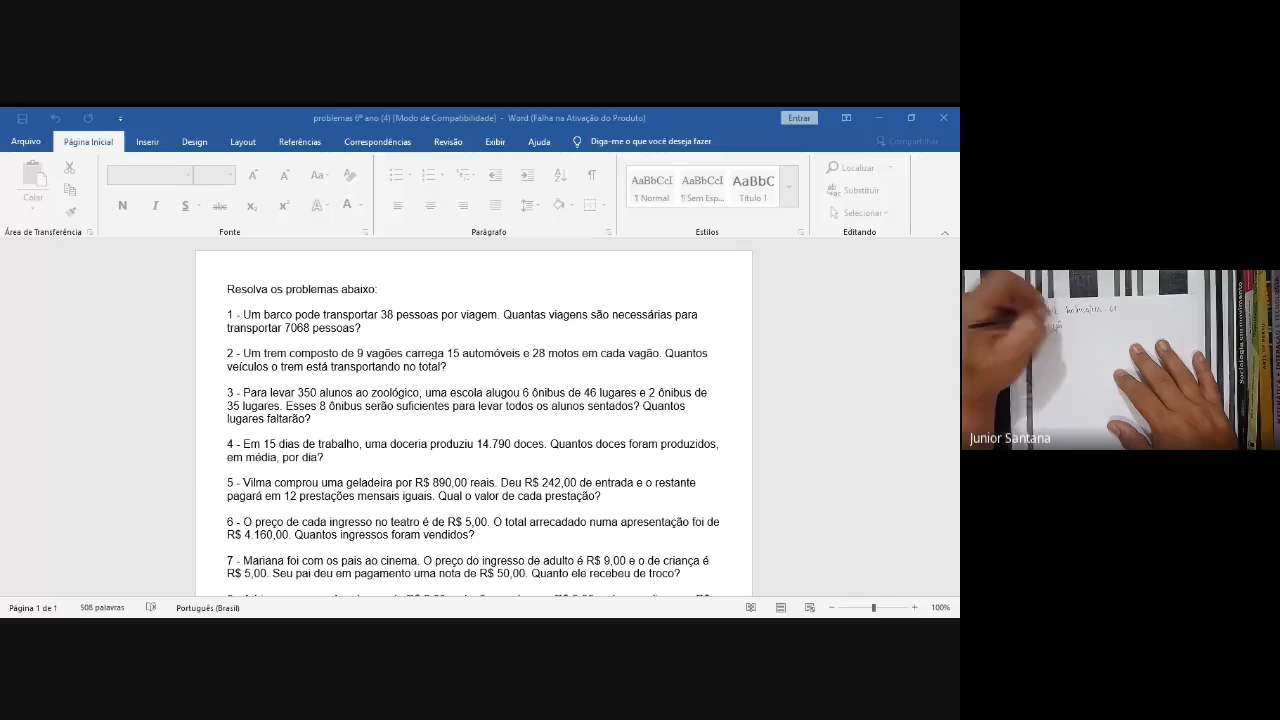 problemas 6º ano (4) [Modo de Compatibilidade] - Word (Falha na Ativação do Produto)
Entrar
Arquivo
Página Inicial
Inserir
Design
Layout
Referências
Correspondências
Revisão
Exibir
Ajuda
Diga-me o que você deseja fazer
Compartilhar
Colar
N I S abc X₂ X² A A
Aa
AaBbCcI AaBbCcI AaBbC
¶ Normal ¶ Sem Esp... Título 1
Localizar
Substituir
Selecionar
Área de Transferência
Fonte
Parágrafo
Estilos
Editando
Resolva os problemas abaixo:
1 - Um barco pode transportar 38 pessoas por viagem. Quantas viagens são necessárias para
transportar 7068 pessoas?
2 - Um trem composto de 9 vagões carrega 15 automóveis e 28 motos em cada vagão. Quantos
veículos o trem está transportando no total?
3 - Para levar 350 alunos ao zoológico, uma escola alugou 6 ônibus de 46 lugares e 2 ônibus de
35 lugares. Esses 8 ônibus serão suficientes para levar todos os alunos sentados? Quantos
lugares faltarão?
4 - Em 15 dias de trabalho, uma doceria produziu 14.790 doces. Quantos doces foram produzidos,
em média, por dia?
5 - Vilma comprou uma geladeira por R$ 890,00 reais. Deu R$ 242,00 de entrada e o restante
pagará em 12 prestações mensais iguais. Qual o valor de cada prestação?
6 - O preço de cada ingresso no teatro é de R$ 5,00. O total arrecadado numa apresentação foi de
R$ 4.160,00. Quantos ingressos foram vendidos?
7 - Mariana foi com os pais ao cinema. O preço do ingresso de adulto é R$ 9,00 e o de criança é
R$ 5,00. Seu pai deu em pagamento uma nota de R$ 50,00. Quanto ele recebeu de troco?
Página 1 de 1
508 palavras
Português (Brasil)
100%
Junior Santana
Sociologia em movimento